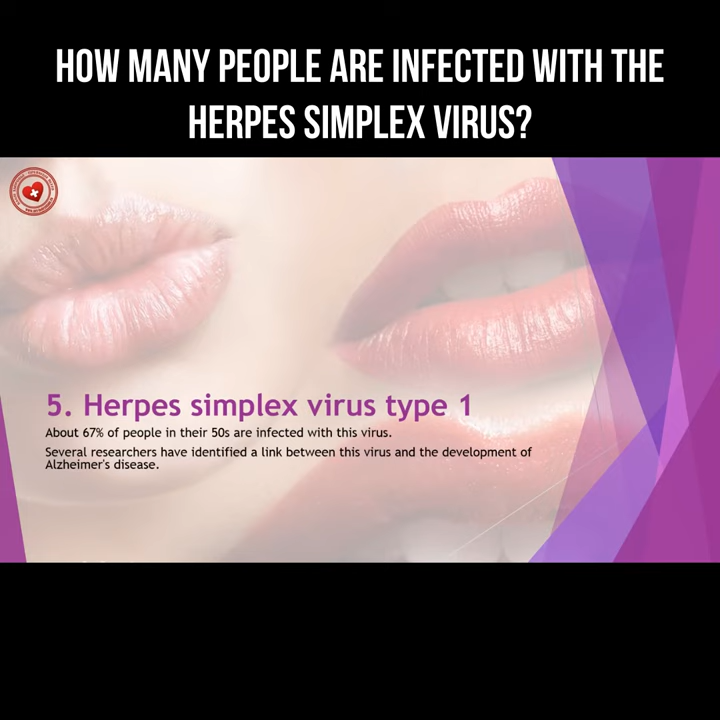 HOW MANY PEOPLE ARE INFECTED WITH THE
HERPES SIMPLEX VIRUS?
5. Herpes simplex virus type 1
About 67% of people in their 50s are infected with this virus.
Several researchers have identified a link between this virus and the development of
Alzheimer's disease.